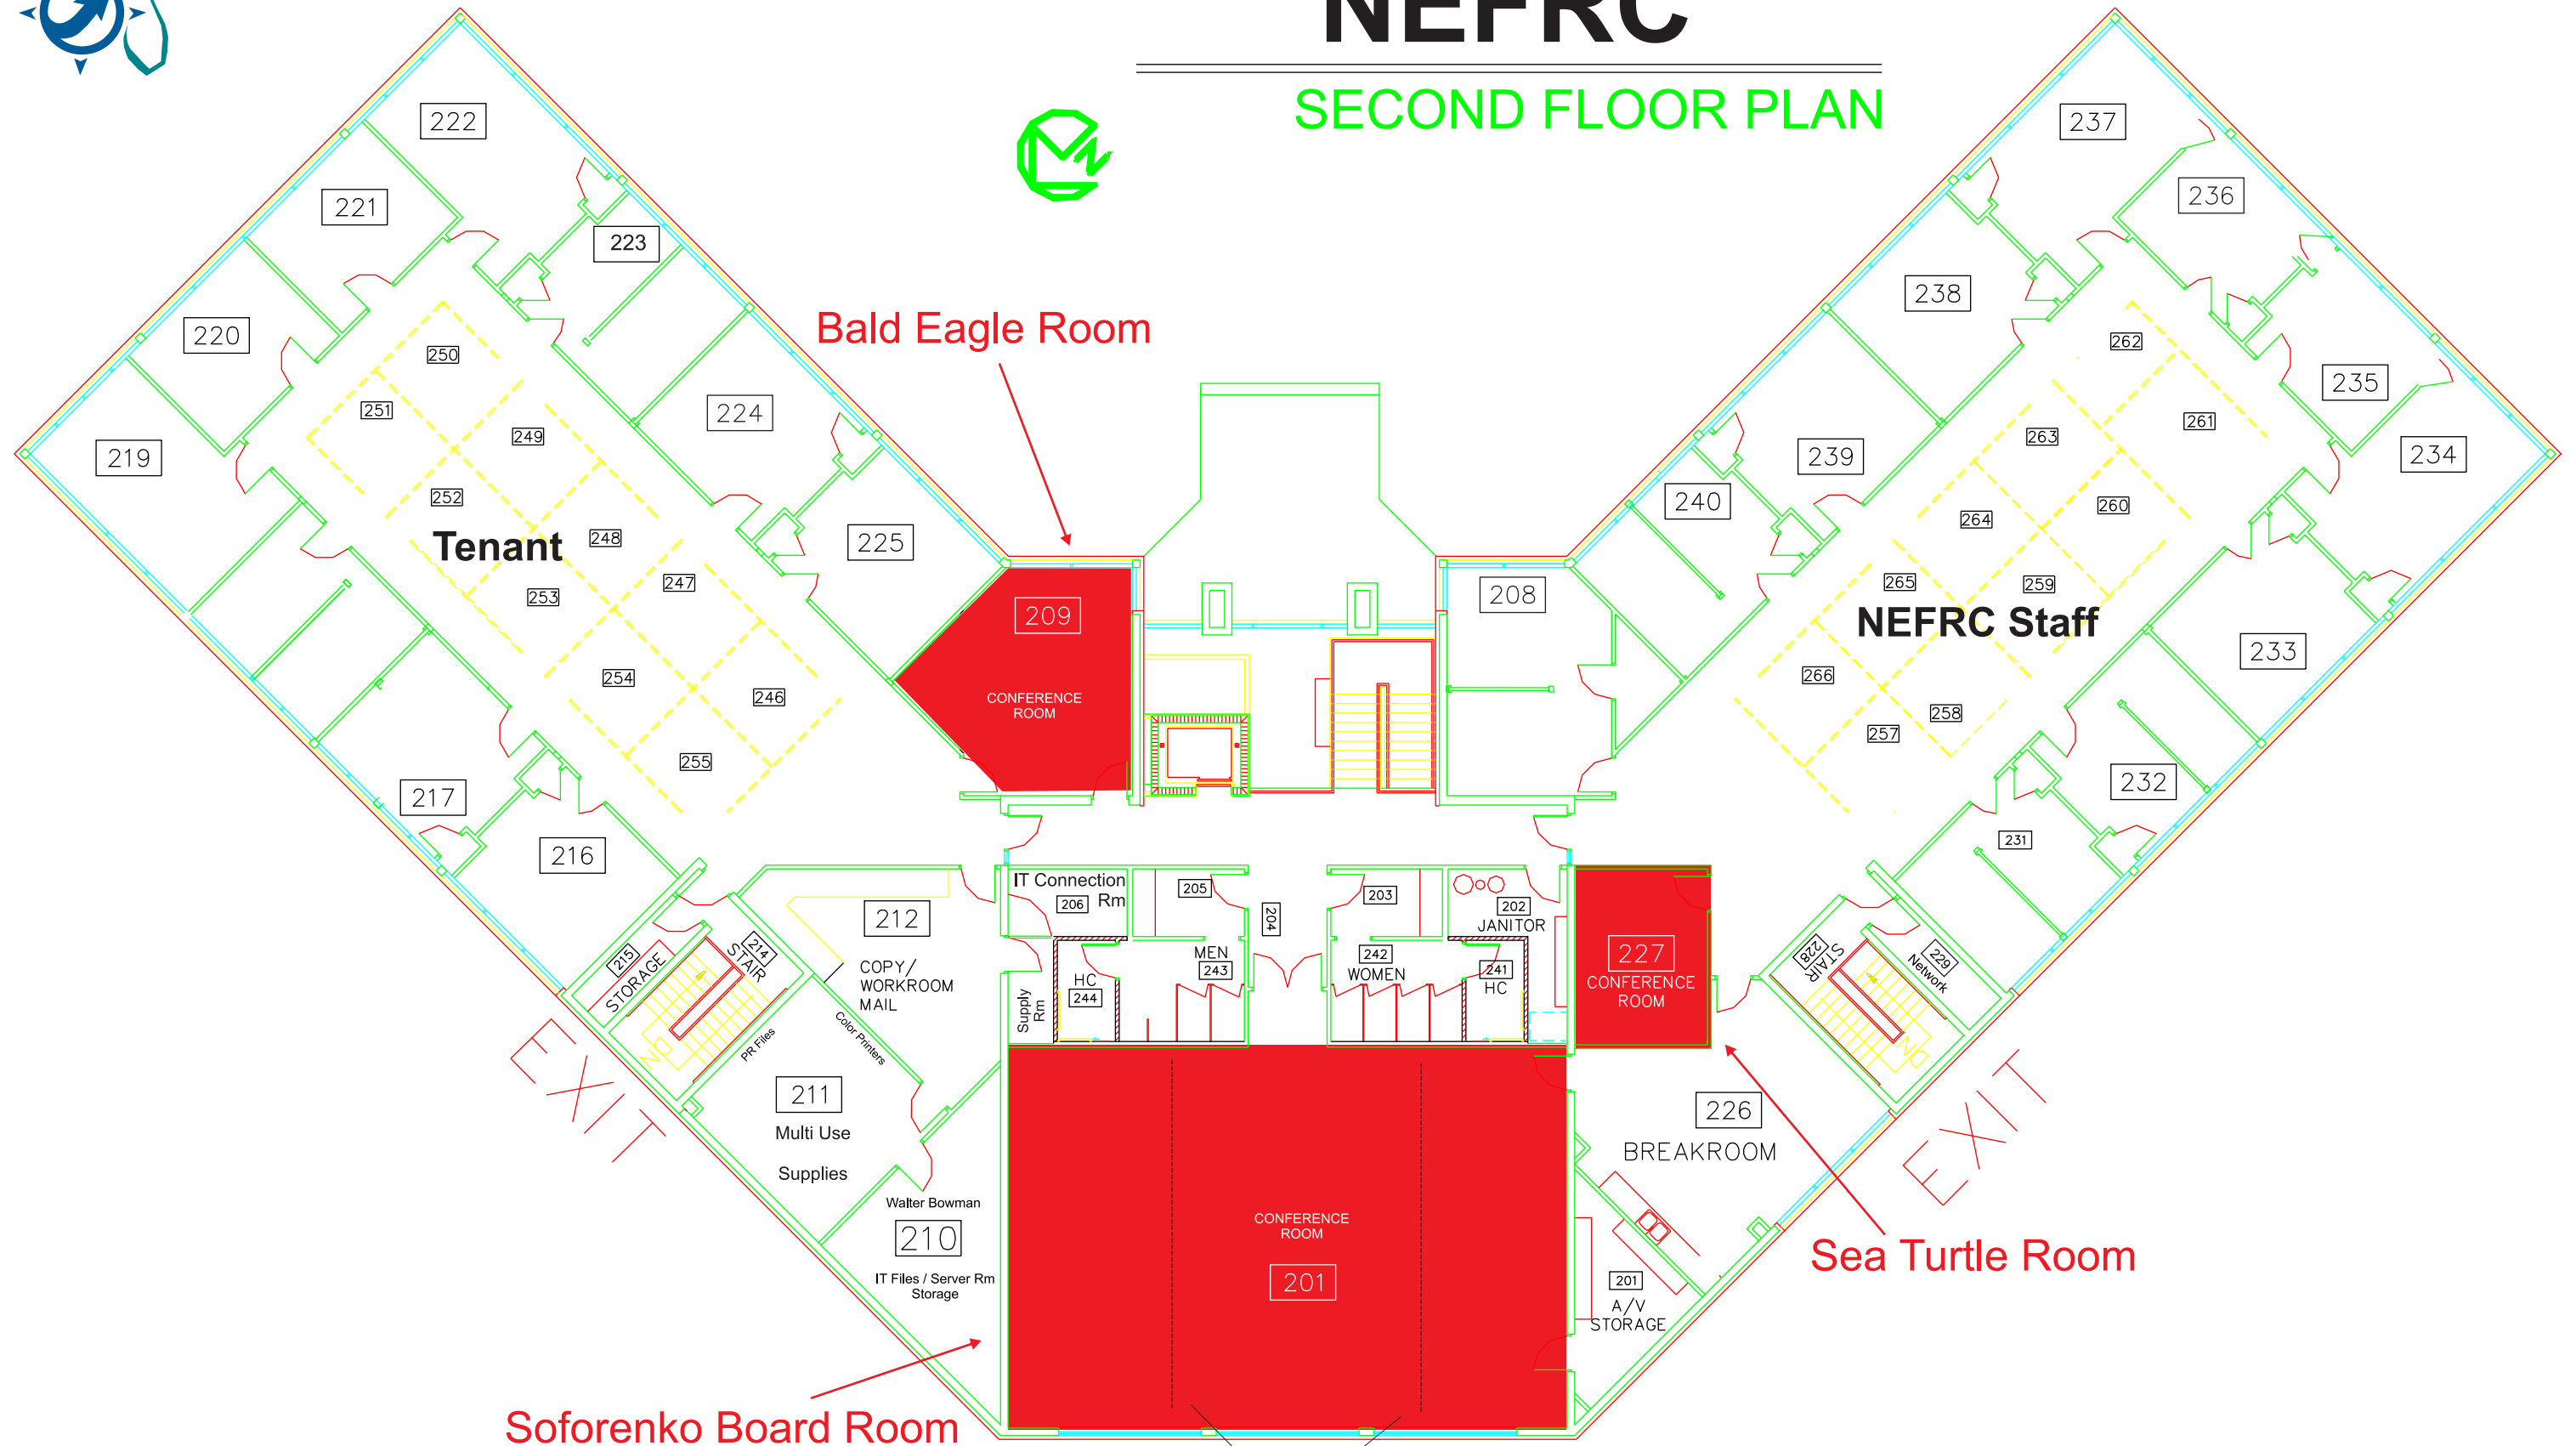 NEFRC
SECOND FLOOR PLAN
N
222
237
221
236
223
220
238
Bald Eagle Room
250
262
235
251
224
261
249
263
219
239
234
252
240
260
Tenant
248
225
264
247
265
259
253
209
208
NEFRC Staff
233
254
266
246
CONFERENCE
ROOM
258
257
255
217
232
216
231
IT Connection
Rm
206
205
203
202
JANITOR
204
212
COPY/
WORKROOM
MAIL
MEN
243
242
WOMEN
227
CONFERENCE
ROOM
HC
244
241
HC
Supply
Rm
215
STORAGE
214
STAIR
228
STAIR
229
Network
DN
DN
Color Printers
PR Files
EXIT
EXIT
211
Multi Use
Supplies
226
BREAKROOM
Walter Bowman
210
IT Files / Server Rm
Storage
CONFERENCE
ROOM
201
Sea Turtle Room
201
A/V
STORAGE
Soforenko Board Room